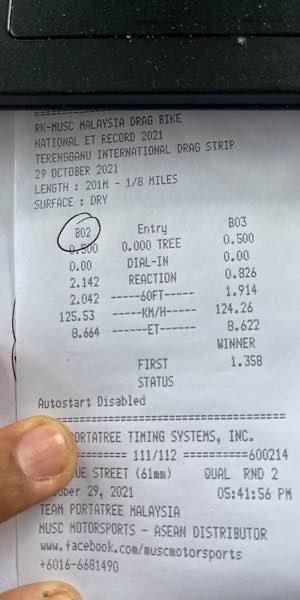 RK-MUSC MALAYSIA DRAG BIKE
NATIONAL ET RECORD 2021
TERENGGANU INTERNATIONAL DRAG STRIP
29 OCTOBER 2021
LENGTH : 201M - 1/8 MILES
SURFACE : DRY
B02 Entry B03
0.500 0.000 TREE 0.500
0.00 DIAL-IN 0.00
2.142 REACTION 0.826
2.042 -----60FT----- 1.914
125.53 -----KM/H----- 124.26
8.664 -----ET----- 8.622
WINNER
FIRST 1.358
STATUS
Autostart Disabled
PORTATREE TIMING SYSTEMS, INC.
========== 111/112 ==========600214
STREET (61mm) QUAL RND 2
29, 2021 05:41:56 PM
TEAM PORTATREE MALAYSIA
MUSC MOTORSPORTS - ASEAN DISTRIBUTOR
www.facebook.com/muscmotorsports
+6016-6681490